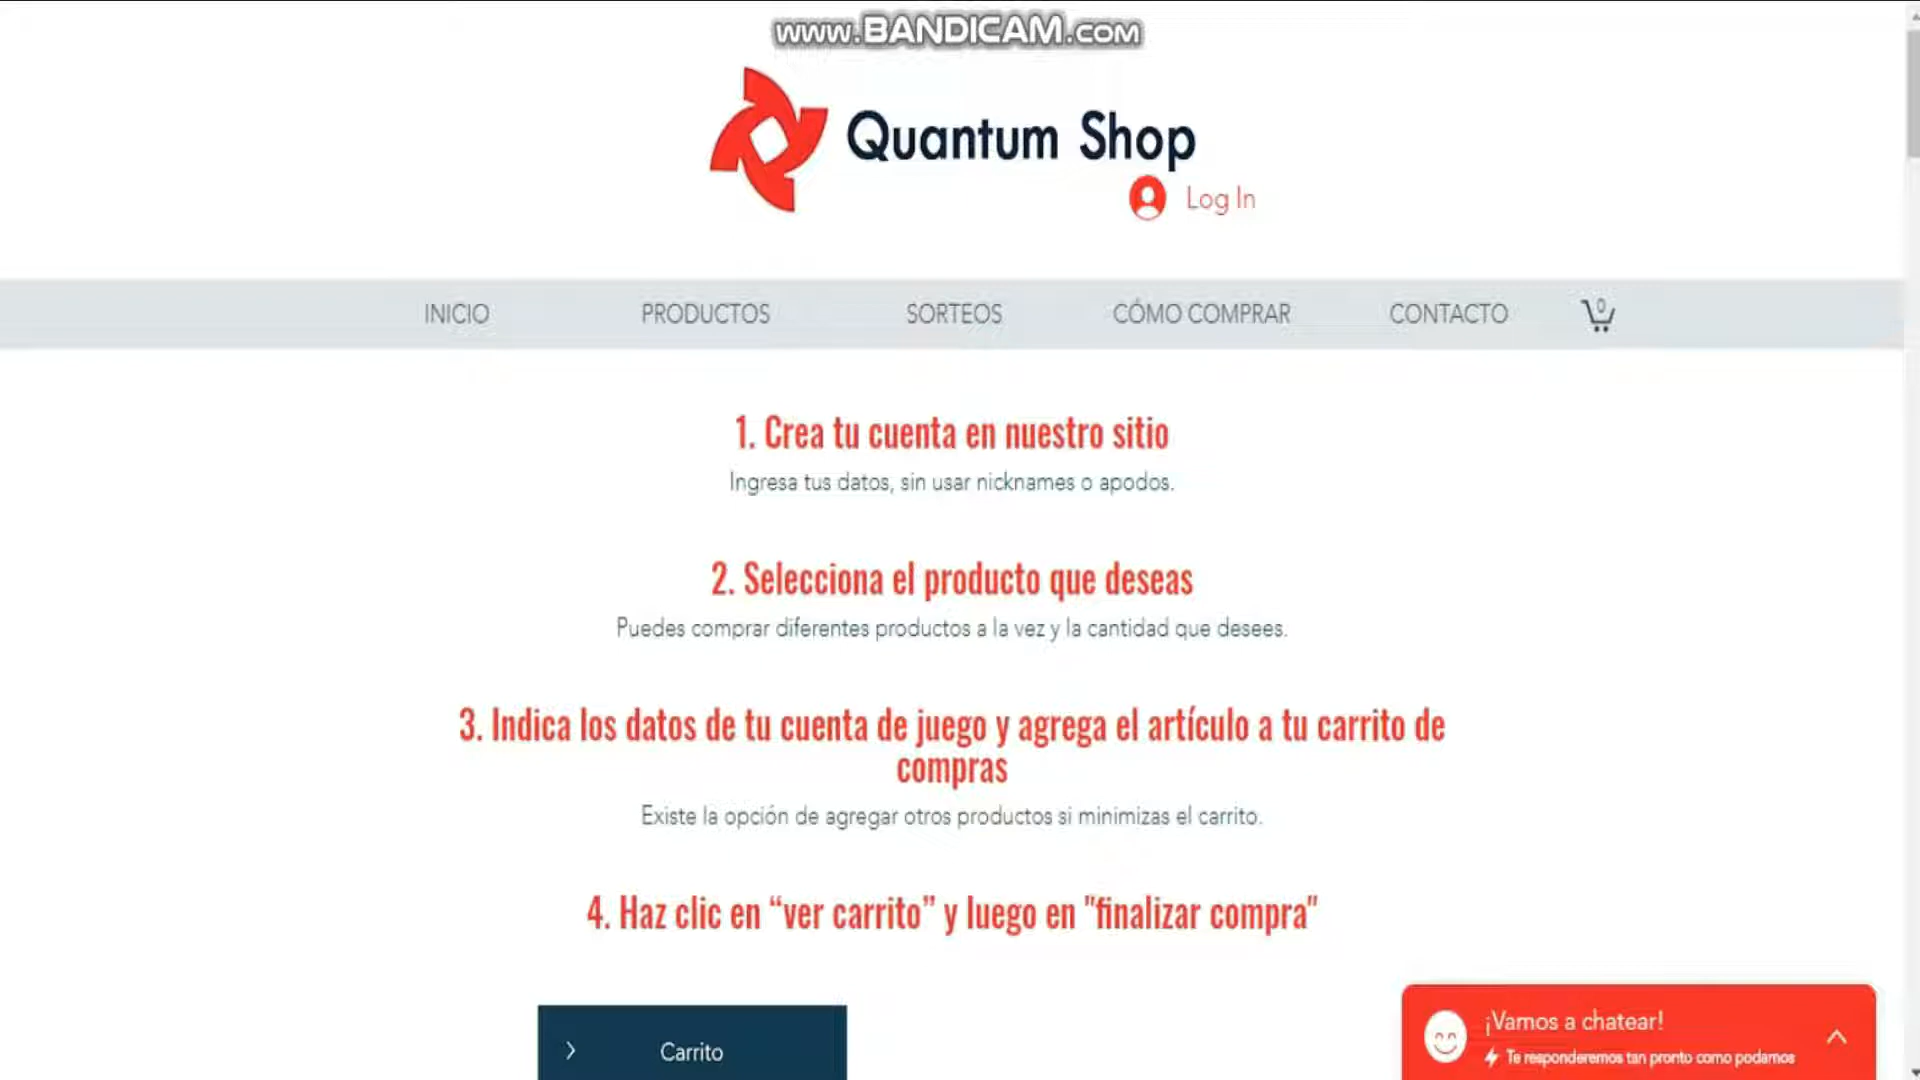 www.BANDICAM.com
Quantum Shop
Log In
INICIO
PRODUCTOS
SORTEOS
CÓMO COMPRAR
CONTACTO
0
1. Crea tu cuenta en nuestro sitio
Ingresa tus datos, sin usar nicknames o apodos.
2. Selecciona el producto que deseas
Puedes comprar diferentes productos a la vez y la cantidad que desees.
3. Indica los datos de tu cuenta de juego y agrega el artículo a tu carrito de
compras
Existe la opción de agregar otros productos si minimizas el carrito.
4. Haz clic en “ver carrito” y luego en "finalizar compra"
Carrito
¡Vamos a chatear!
Te responderemos tan pronto como podamos